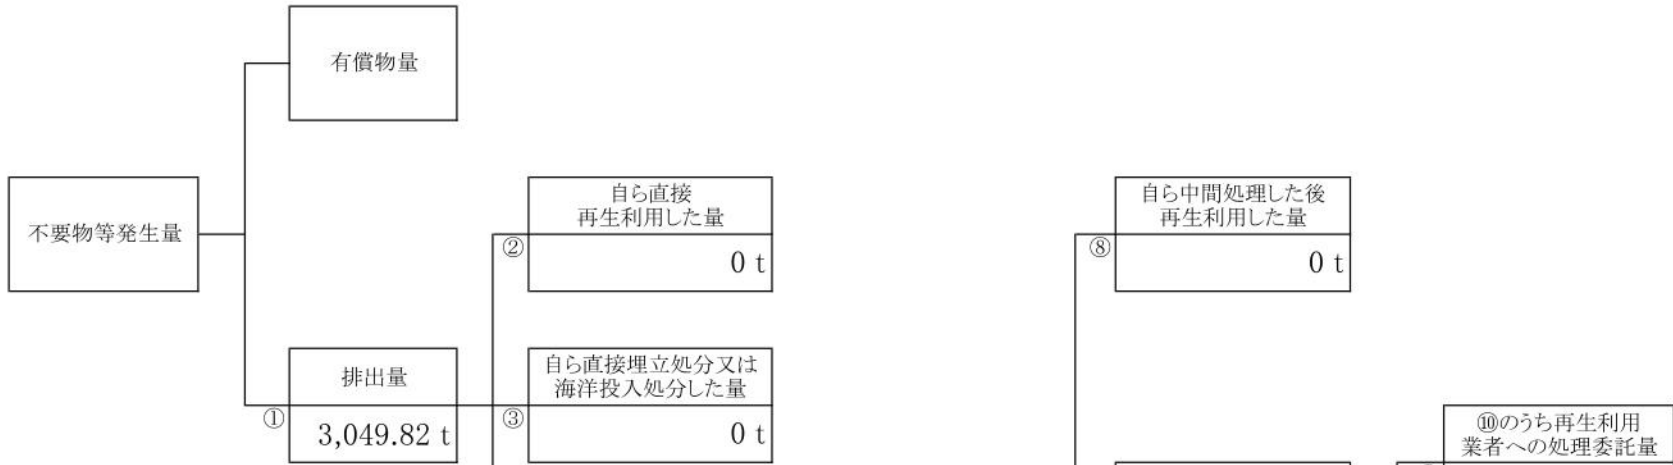 有償物量
不要物等発生量
自ら直接
再生利用した量
②
0 t
自ら中間処理した後
再生利用した量
⑧
0 t
排出量
①
3,049.82 t
自ら直接埋立処分又は
海洋投入処分した量
③
0 t
⑩のうち再生利用
業者への処理委託量